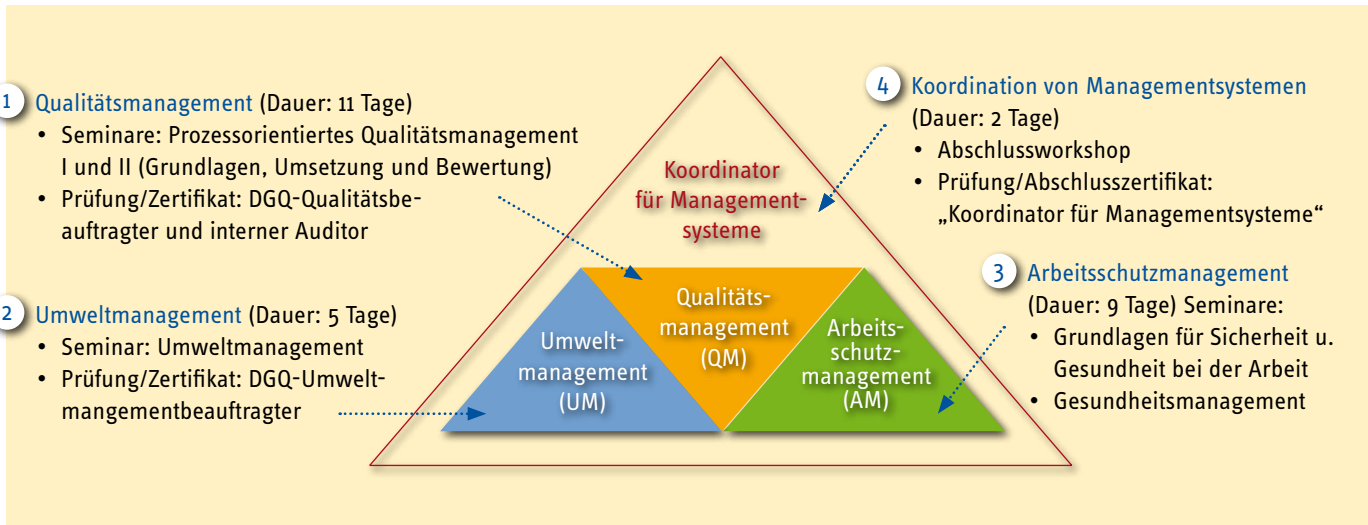 1 Qualitätsmanagement (Dauer: 11 Tage)
• Seminare: Prozessorientiertes Qualitätsmanagement
I und II (Grundlagen, Umsetzung und Bewertung)
• Prüfung/Zertifikat: DGQ-Qualitätsbe-
auftragter und interner Auditor
2 Umweltmanagement (Dauer: 5 Tage)
• Seminar: Umweltmanagement
• Prüfung/Zertifikat: DGQ-Umwelt-
mangementbeauftragter
Koordinator
für Management-
systeme
Umwelt-
management
(UM)
Qualitäts-
management
(QM)
Arbeits-
schutz-
management
(AM)
4 Koordination von Managementsystemen
(Dauer: 2 Tage)
• Abschlussworkshop
• Prüfung/Abschlusszertifikat:
„Koordinator für Managementsysteme“
3 Arbeitsschutzmanagement
(Dauer: 9 Tage) Seminare:
• Grundlagen für Sicherheit u.
Gesundheit bei der Arbeit
• Gesundheitsmanagement